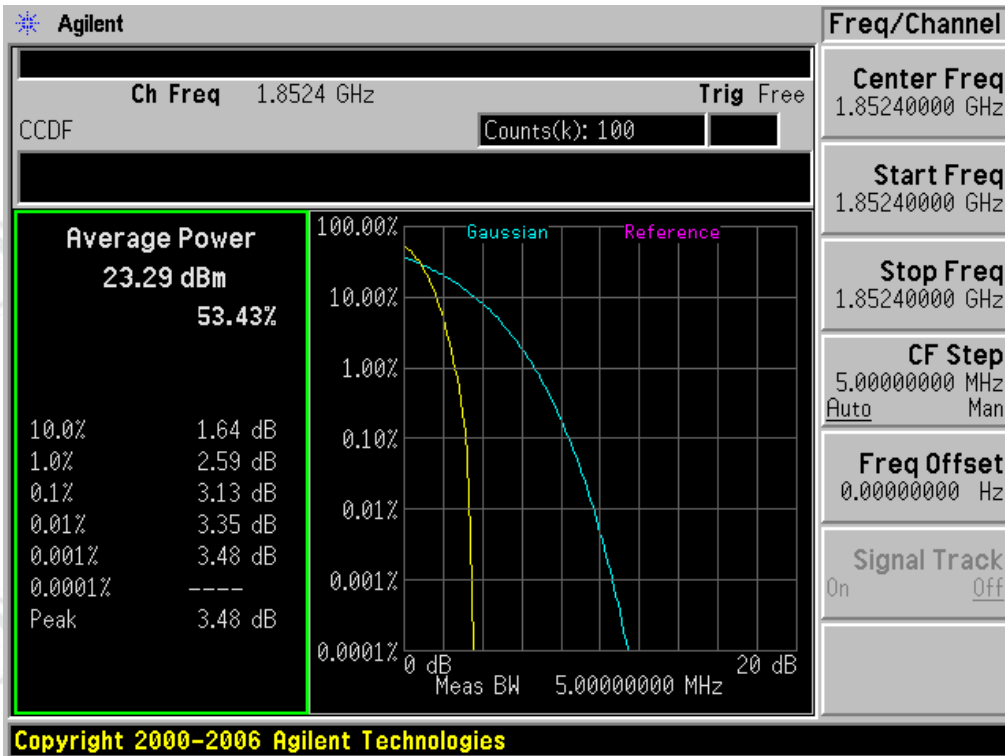 Agilent
Ch Freq 1.8524 GHz Trig Free
CCDF Counts(k): 100
Average Power
23.29 dBm
53.43%
10.0% 1.64 dB
1.0% 2.59 dB
0.1% 3.13 dB
0.01% 3.35 dB
0.001% 3.48 dB
0.0001% ----
Peak 3.48 dB
Gaussian Reference
100.00%
10.00%
1.00%
0.10%
0.01%
0.001%
0.0001%
0 dB 20 dB
Meas BW 5.00000000 MHz
Freq/Channel
Center Freq
1.85240000 GHz
Start Freq
1.85240000 GHz
Stop Freq
1.85240000 GHz
CF Step
5.00000000 MHz
Auto Man
Freq Offset
0.00000000 Hz
Signal Track
On Off
Copyright 2000-2006 Agilent Technologies